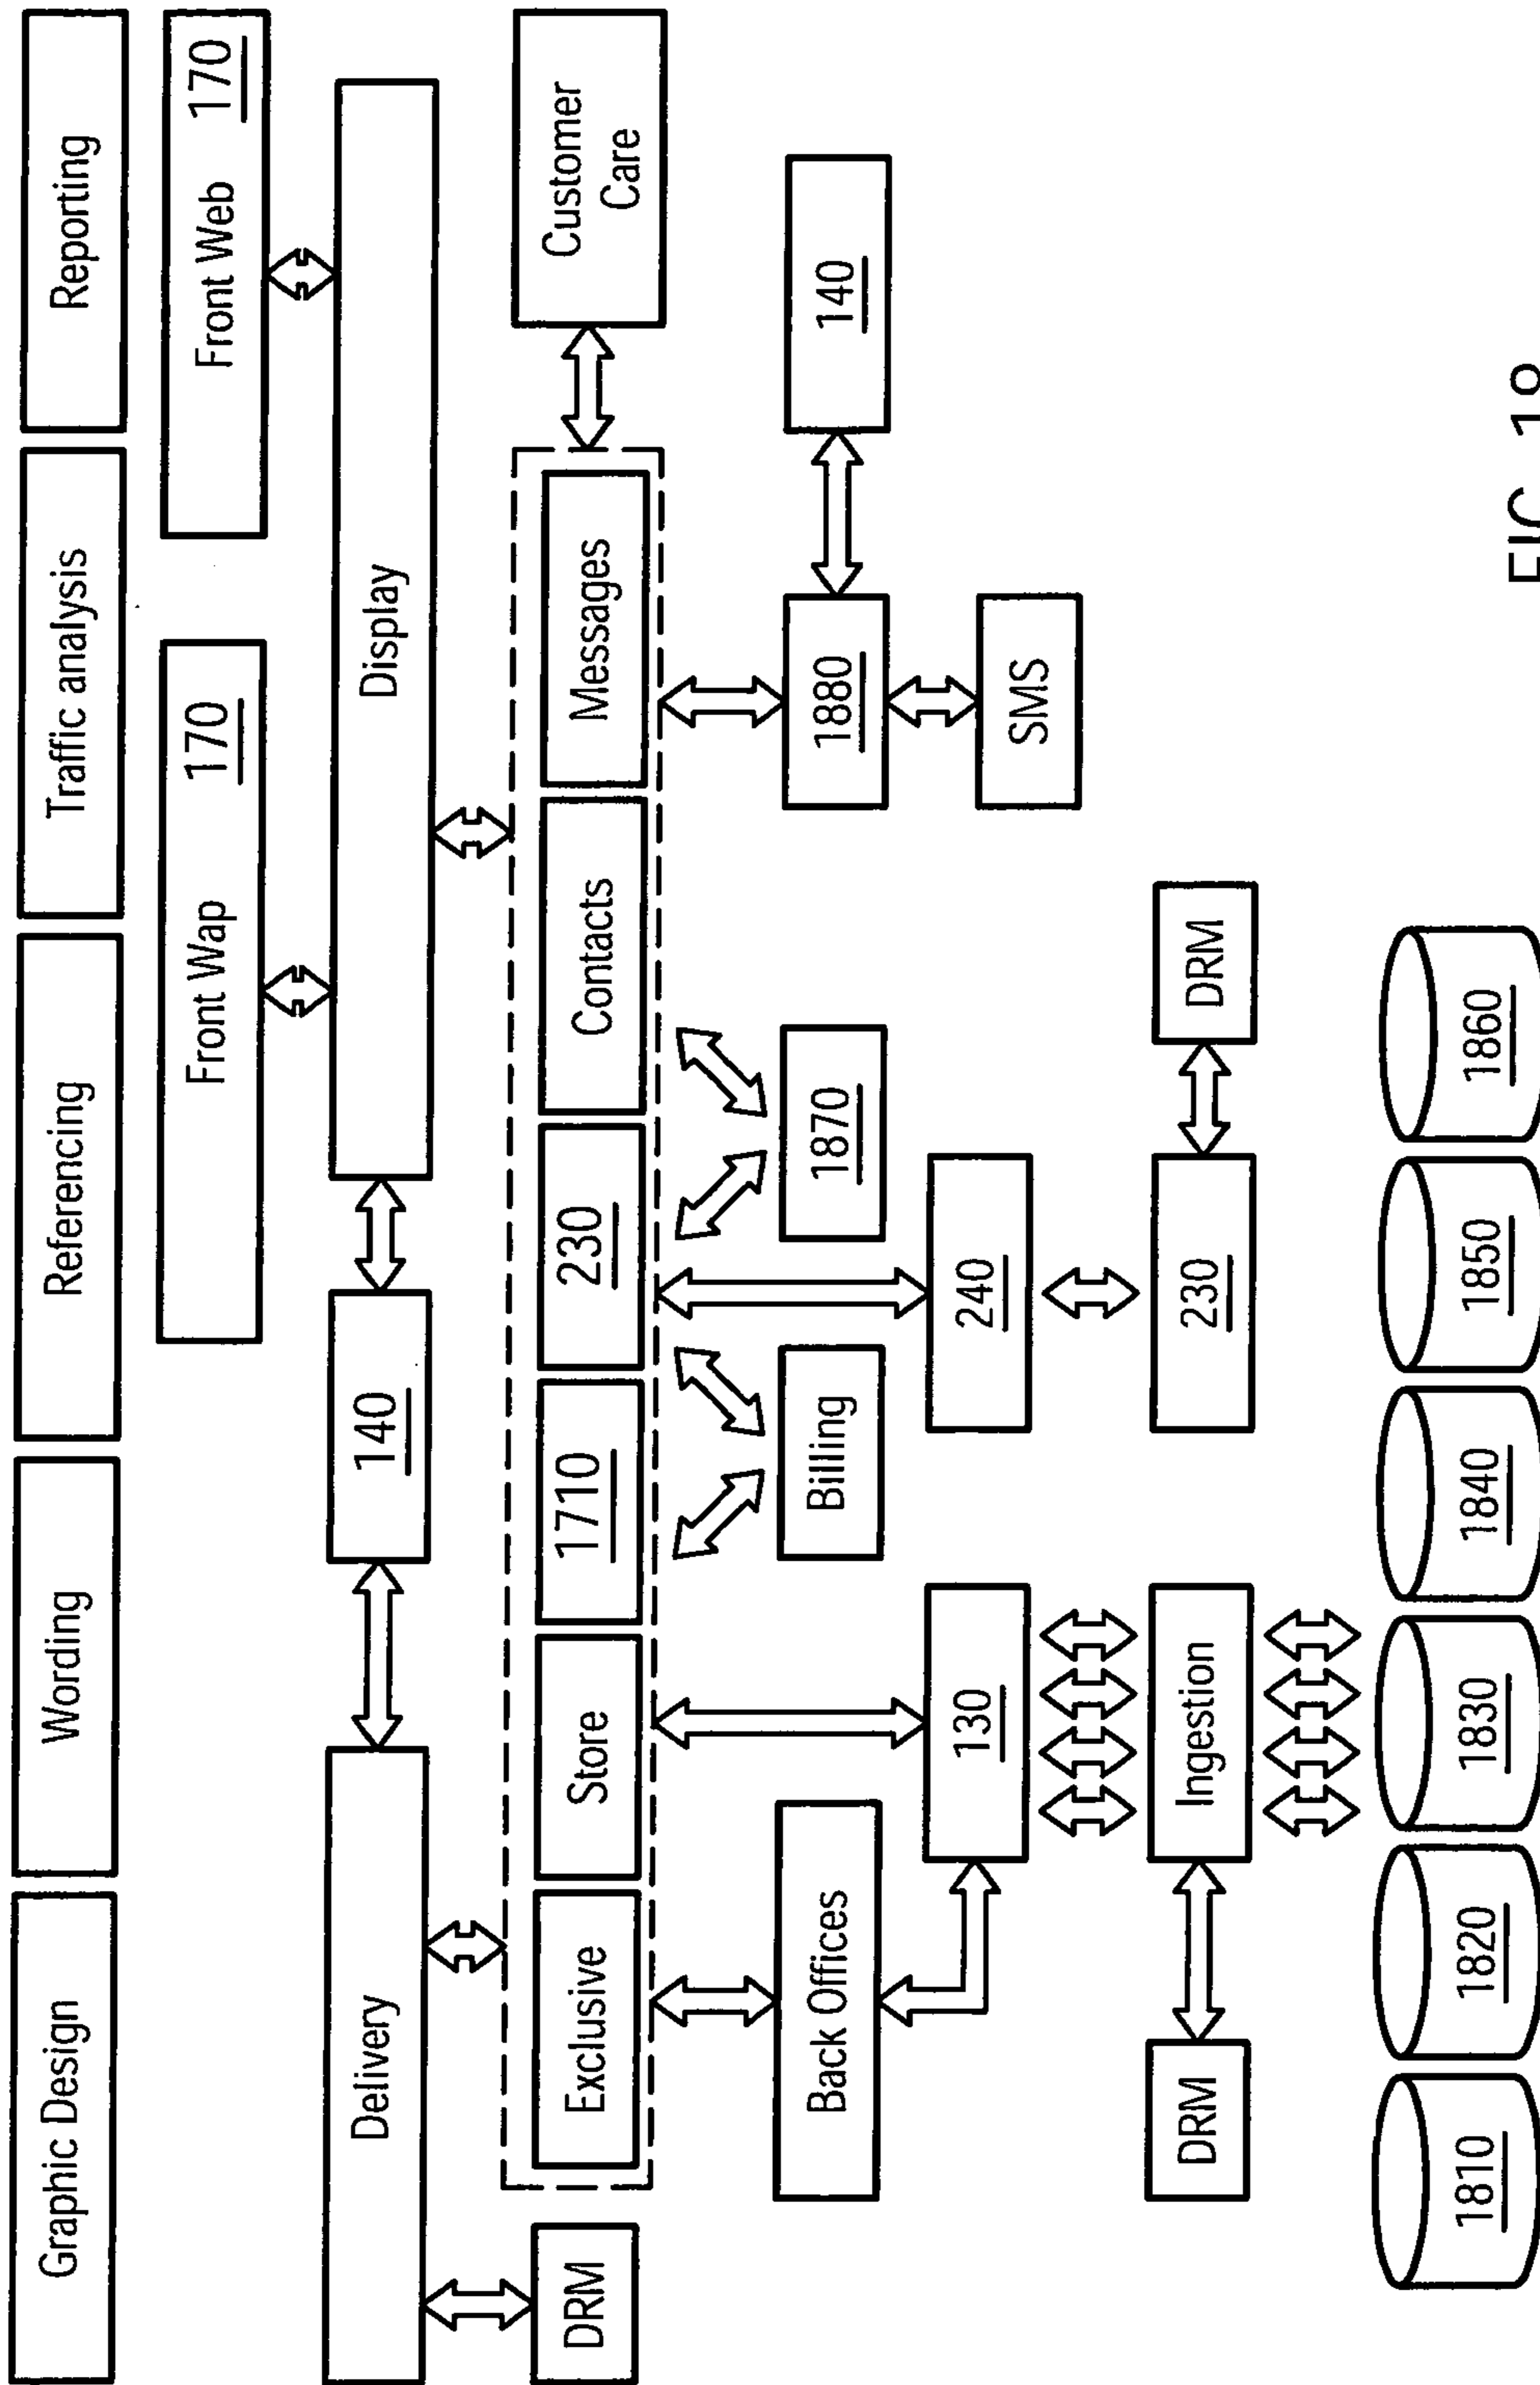 Graphic Design
Wording
Referencing
Traffic analysis
Reporting
Front Wap 170
Front Web 170
Delivery
140
Display
DRM
Exclusive
Store
1710
230
Contacts
Messages
Customer
Care
Back Offices
Billing
1870
1880
140
130
240
SMS
DRM
Ingestion
230
DRM
1810
1820
1830
1840
1850
1860
FIG. 18